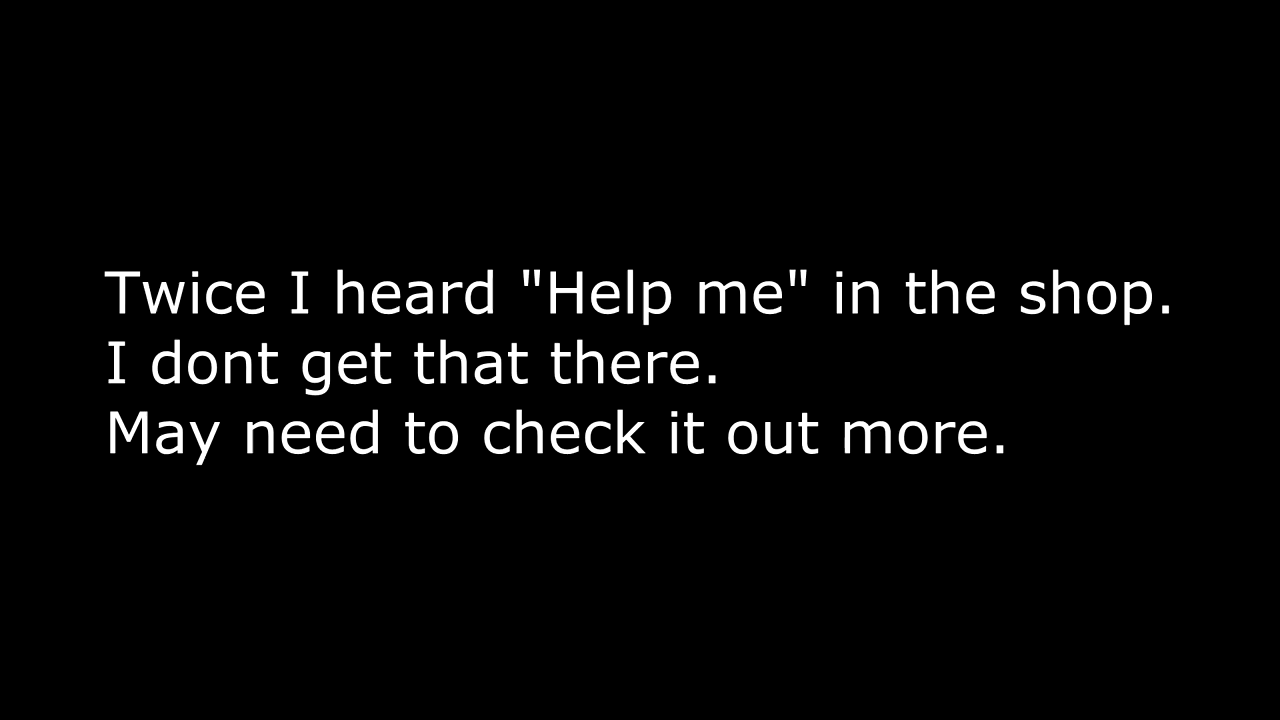 Twice I heard "Help me" in the shop.
I dont get that there.
May need to check it out more.